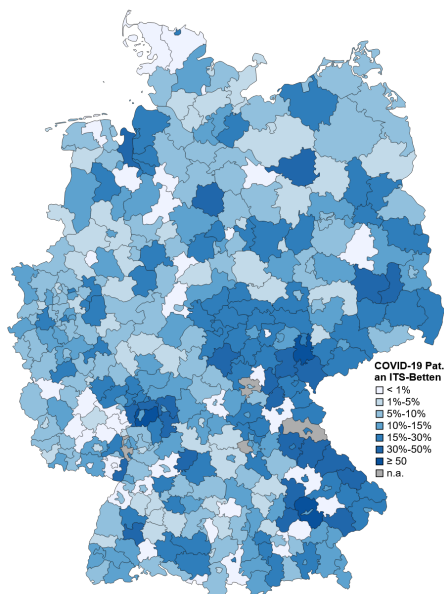 COVID-19 Pat.
an ITS-Betten
< 1%
1%-5%
5%-10%
10%-15%
15%-30%
30%-50%
≥ 50
n.a.